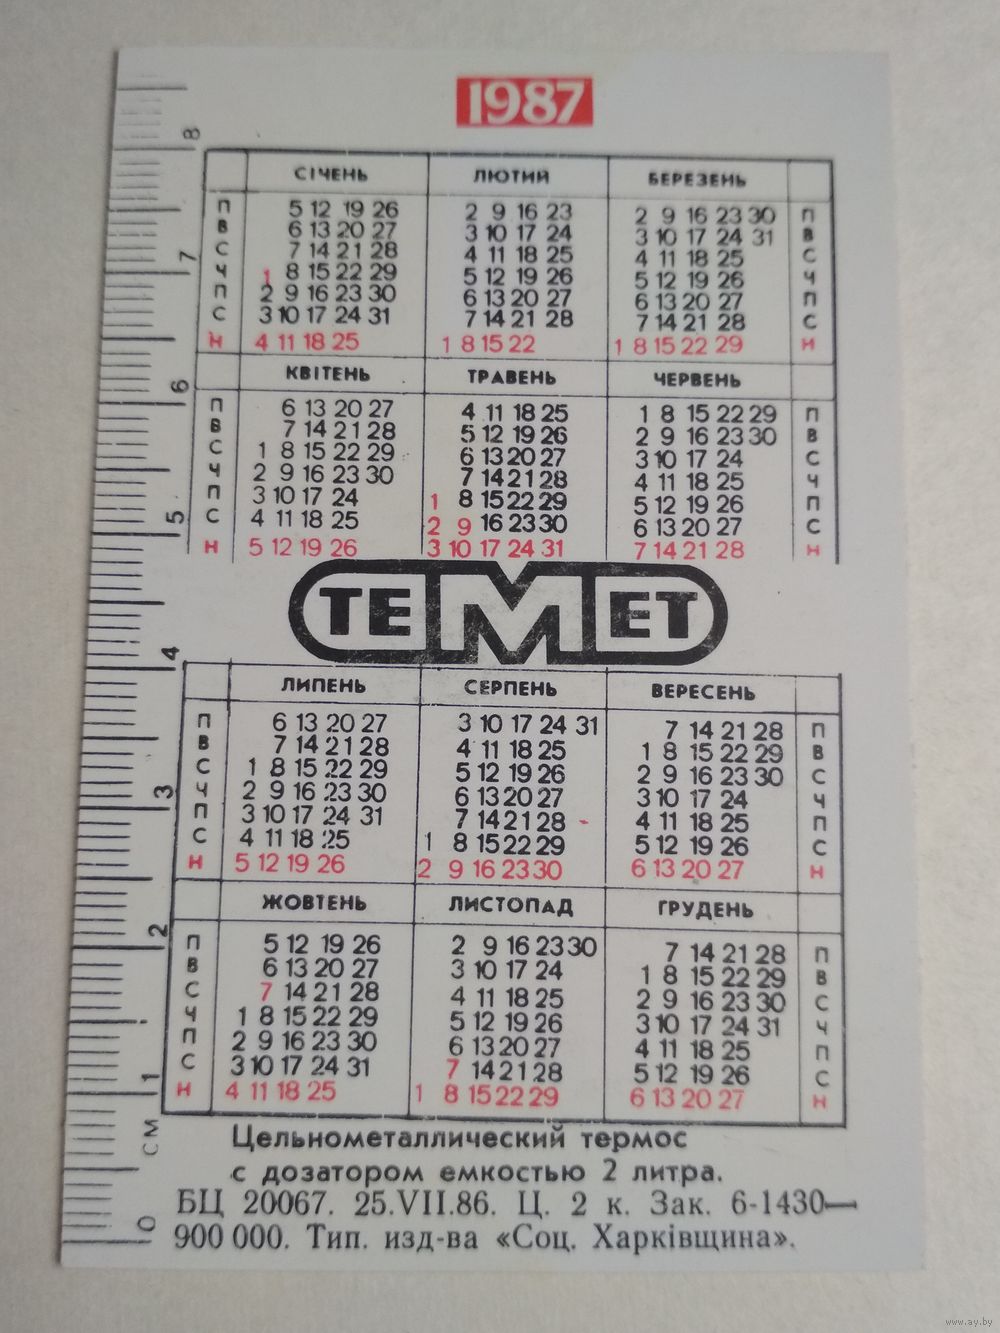 1987
СІЧЕНЬ ЛЮТИЙ БЕРЕЗЕНЬ
П 5 12 19 26 2 9 16 23 2 9 16 23 30 П
В 6 13 20 27 3 10 17 24 3 10 17 24 31 В
С 7 14 21 28 4 11 18 25 4 11 18 25 С
Ч 1 8 15 22 29 5 12 19 26 5 12 19 26 Ч
П 2 9 16 23 30 6 13 20 27 6 13 20 27 П
С 3 10 17 24 31 7 14 21 28 7 14 21 28 С
Н 4 11 18 25 1 8 15 22 1 8 15 22 29 Н
КВІТЕНЬ ТРАВЕНЬ ЧЕРВЕНЬ
П 6 13 20 27 4 11 18 25 1 8 15 22 29 П
В 7 14 21 28 5 12 19 26 2 9 16 23 30 В
С 1 8 15 22 29 6 13 20 27 3 10 17 24 С
Ч 2 9 16 23 30 7 14 21 28 4 11 18 25 Ч
П 3 10 17 24 1 8 15 22 29 5 12 19 26 П
С 4 11 18 25 2 9 16 23 30 6 13 20 27 С
Н 5 12 19 26 3 10 17 24 31 7 14 21 28 Н
ТЕМЕТ
ЛИПЕНЬ СЕРПЕНЬ ВЕРЕСЕНЬ
П 6 13 20 27 3 10 17 24 31 7 14 21 28 П
В 7 14 21 28 4 11 18 25 1 8 15 22 29 В
С 1 8 15 22 29 5 12 19 26 2 9 16 23 30 С
Ч 2 9 16 23 30 6 13 20 27 3 10 17 24 Ч
П 3 10 17 24 31 7 14 21 28 4 11 18 25 П
С 4 11 18 25 1 8 15 22 29 5 12 19 26 С
Н 5 12 19 26 2 9 16 23 30 6 13 20 27 Н
ЖОВТЕНЬ ЛИСТОПАД ГРУДЕНЬ
П 5 12 19 26 2 9 16 23 30 7 14 21 28 П
В 6 13 20 27 3 10 17 24 1 8 15 22 29 В
С 7 14 21 28 4 11 18 25 2 9 16 23 30 С
Ч 1 8 15 22 29 5 12 19 26 3 10 17 24 31 Ч
П 2 9 16 23 30 6 13 20 27 4 11 18 25 П
С 3 10 17 24 31 7 14 21 28 5 12 19 26 С
Н 4 11 18 25 1 8 15 22 29 6 13 20 27 Н
Цельнометаллический термос
с дозатором емкостью 2 литра.
БЦ 20067. 25.VII.86. Ц. 2 к. Зак. 6-1430—
900 000. Тип. изд-ва «Соц. Харківщина».
0 СМ 1 2 3 4 5 6 7 8
www.ay.by